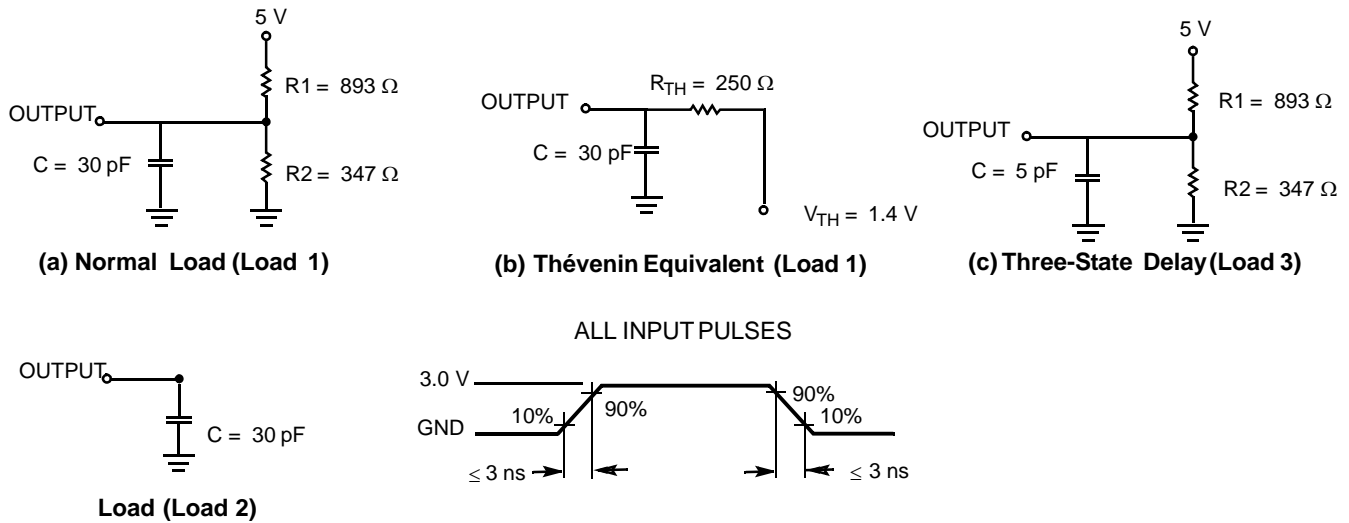 5 V
R1 = 893 Ω
OUTPUT
C = 30 pF
R2 = 347 Ω
(a) Normal Load (Load 1)
RTH = 250 Ω
OUTPUT
C = 30 pF
VTH = 1.4 V
(b) Thévenin Equivalent (Load 1)
5 V
R1 = 893 Ω
OUTPUT
C = 5 pF
R2 = 347 Ω
(c) Three-State Delay (Load 3)
OUTPUT
C = 30 pF
Load (Load 2)
ALL INPUT PULSES
3.0 V
90%
90%
10%
10%
GND
≤ 3 ns
≤ 3 ns